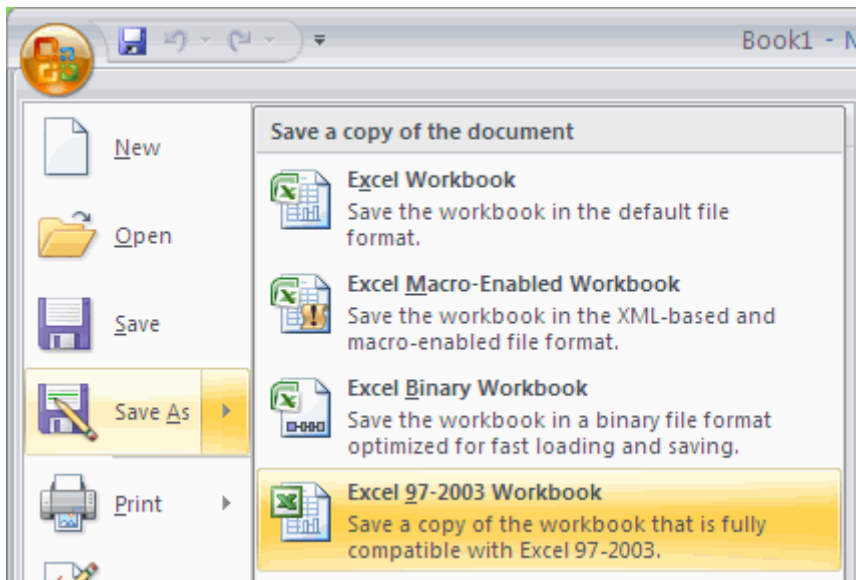 Book1 -
Save a copy of the document
New
Excel Workbook
Save the workbook in the default file
format.
Open
Excel Macro-Enabled Workbook
Save the workbook in the XML-based and
macro-enabled file format.
Save
Excel Binary Workbook
Save the workbook in a binary file format
optimized for fast loading and saving.
Save As
Excel 97-2003 Workbook
Save a copy of the workbook that is fully
compatible with Excel 97-2003.
Print